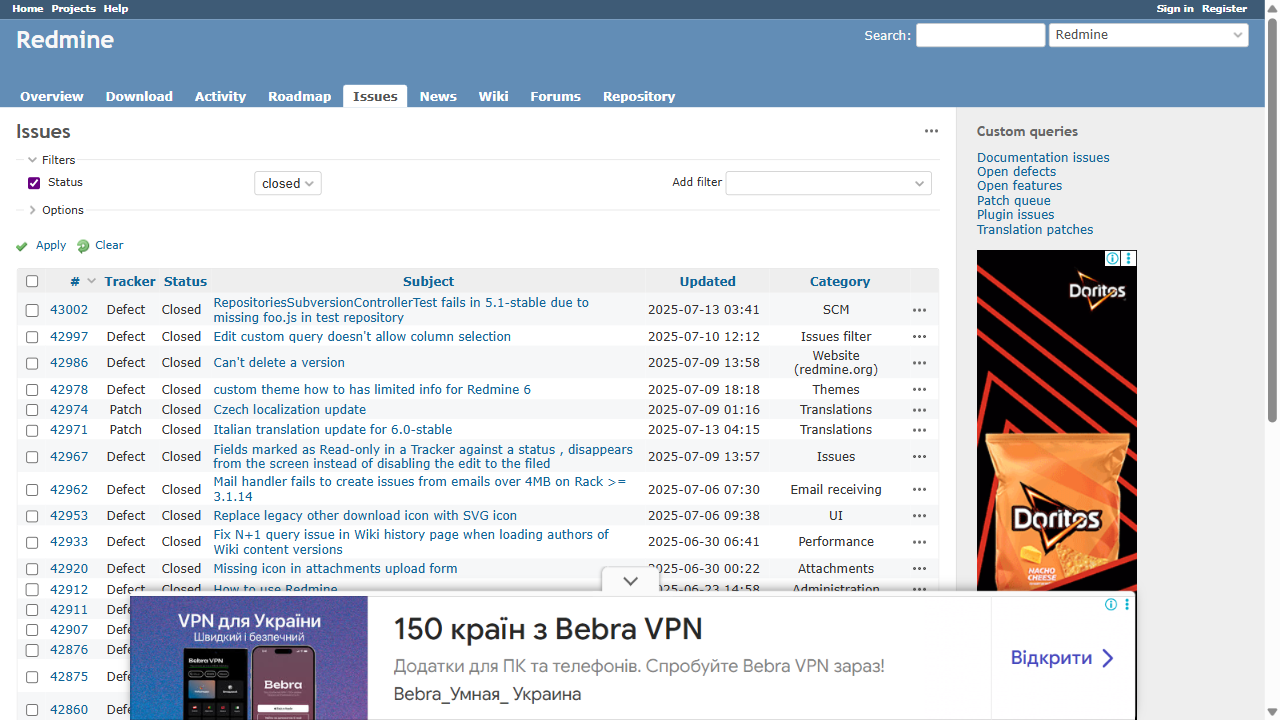 Home Projects Help Sign in Register
Redmine Search: Redmine
Overview Download Activity Roadmap Issues News Wiki Forums Repository
Issues
Filters
Status closed Add filter
Options
Apply Clear
# Tracker Status Subject Updated Category
43002 Defect Closed RepositoriesSubversionControllerTest fails in 5.1-stable due to missing foo.js in test repository 2025-07-13 03:41 SCM
42997 Defect Closed Edit custom query doesn't allow column selection 2025-07-10 12:12 Issues filter
42986 Defect Closed Can't delete a version 2025-07-09 13:58 Website (redmine.org)
42978 Defect Closed custom theme how to has limited info for Redmine 6 2025-07-09 18:18 Themes
42974 Patch Closed Czech localization update 2025-07-09 01:16 Translations
42971 Patch Closed Italian translation update for 6.0-stable 2025-07-13 04:15 Translations
42967 Defect Closed Fields marked as Read-only in a Tracker against a status , disappears from the screen instead of disabling the edit to the filed 2025-07-09 13:57 Issues
42962 Defect Closed Mail handler fails to create issues from emails over 4MB on Rack >= 3.1.14 2025-07-06 07:30 Email receiving
42953 Defect Closed Replace legacy other download icon with SVG icon 2025-07-06 09:38 UI
42933 Defect Closed Fix N+1 query issue in Wiki history page when loading authors of Wiki content versions 2025-06-30 06:41 Performance
42920 Defect Closed Missing icon in attachments upload form 2025-06-30 00:22 Attachments
42912 Defect Closed How to use Redmine 2025-06-23 14:58 Administration
42911
42907
42876
42875
42860
Custom queries
Documentation issues
Open defects
Open features
Patch queue
Plugin issues
Translation patches
Doritos
Doritos
NACHO
CHEESE
VPN для України
Швидкий і безпечний
Bebra VPN
Bebra
150 країн з Bebra VPN
Додатки для ПК та телефонів. Спробуйте Bebra VPN зараз!
Bebra_Умная_ Украина
Відкрити